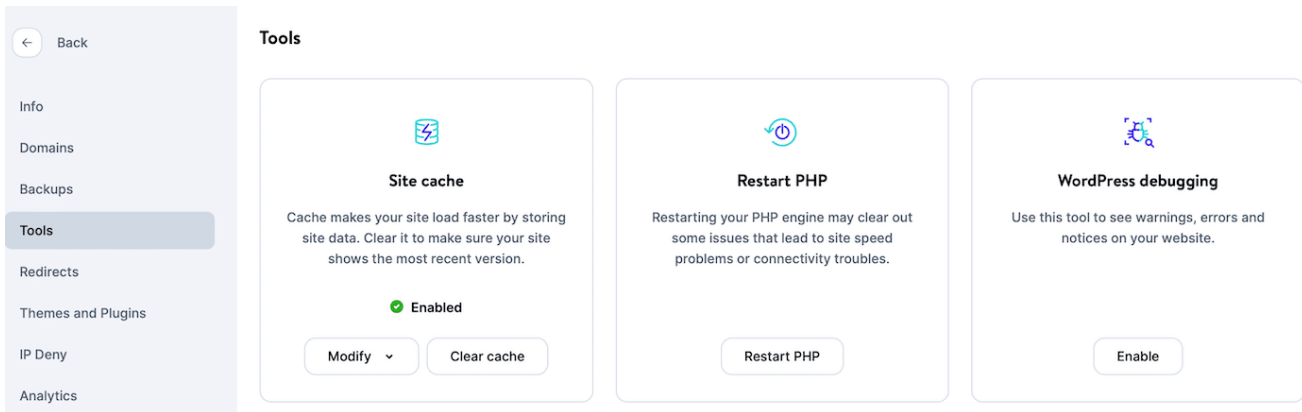 Back
Info
Domains
Backups
Tools
Redirects
Themes and Plugins
IP Deny
Analytics
Tools
Site cache
Cache makes your site load faster by storing
site data. Clear it to make sure your site
shows the most recent version.
Enabled
Modify
Clear cache
Restart PHP
Restarting your PHP engine may clear out
some issues that lead to site speed
problems or connectivity troubles.
Restart PHP
WordPress debugging
Use this tool to see warnings, errors and
notices on your website.
Enable